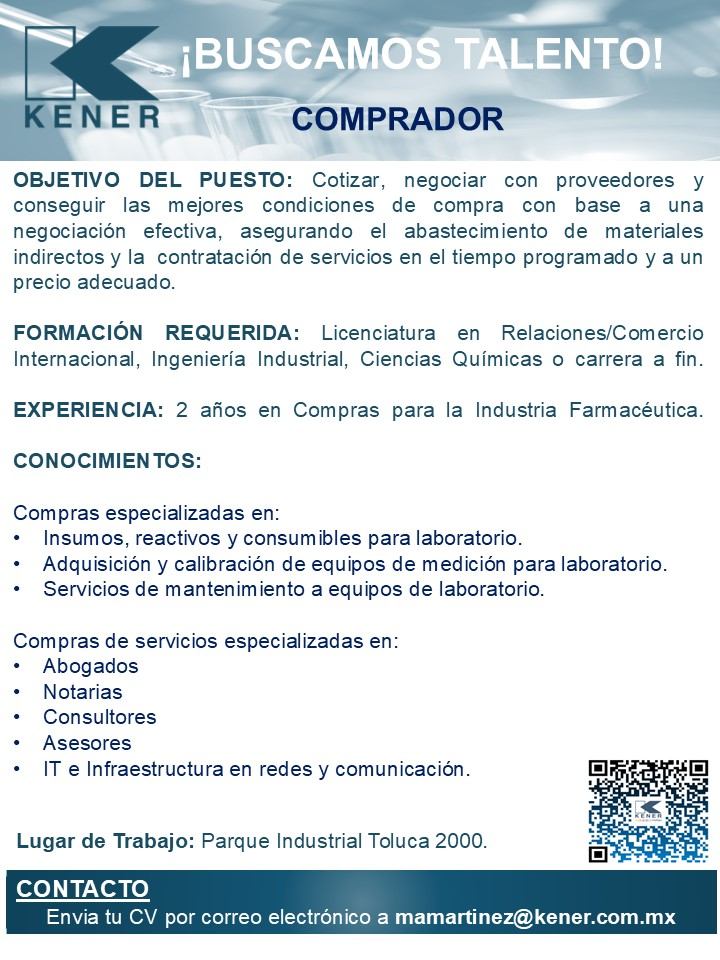 ¡BUSCAMOS TALENTO!
KENER
COMPRADOR
OBJETIVO DEL PUESTO: Cotizar, negociar con proveedores y
conseguir las mejores condiciones de compra con base a una
negociación efectiva, asegurando el abastecimiento de materiales
indirectos y la contratación de servicios en el tiempo programado y a un
precio adecuado.
FORMACIÓN REQUERIDA: Licenciatura en Relaciones/Comercio
Internacional, Ingeniería Industrial, Ciencias Químicas o carrera a fin.
EXPERIENCIA: 2 años en Compras para la Industria Farmacéutica.
CONOCIMIENTOS:
Compras especializadas en:
• Insumos, reactivos y consumibles para laboratorio.
• Adquisición y calibración de equipos de medición para laboratorio.
• Servicios de mantenimiento a equipos de laboratorio.
Compras de servicios especializadas en:
• Abogados
• Notarias
• Consultores
• Asesores
• IT e Infraestructura en redes y comunicación.
KENER
Lugar de Trabajo: Parque Industrial Toluca 2000.
CONTACTO
Envia tu CV por correo electrónico a mamartinez@kener.com.mx